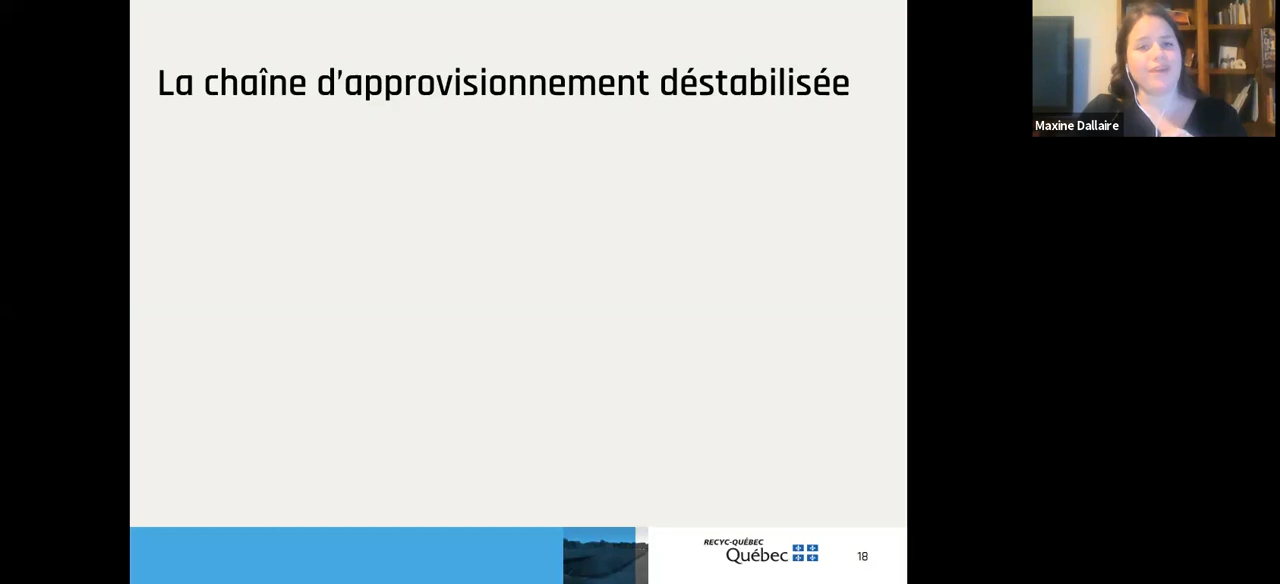 La chaîne d'approvisionnement déstabilisée
Maxine Dallaire
RECYC-QUÉBEC
Québec
18